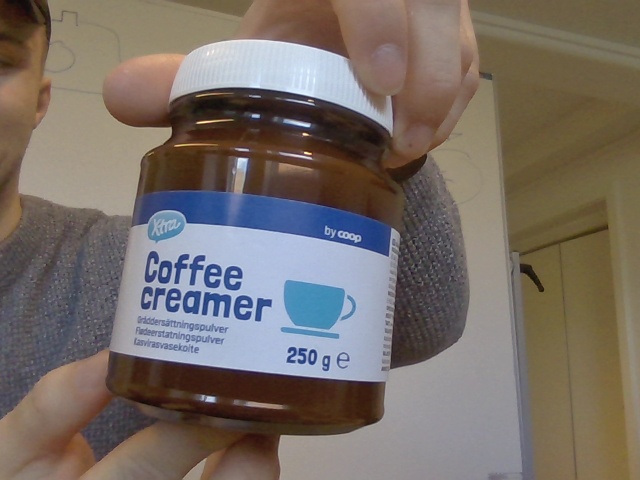 Xtra
by coop
Coffee
creamer
Gräddersättningspulver
Fløteerstatningspulver
Kasvirasvasekoite
250 g ℮